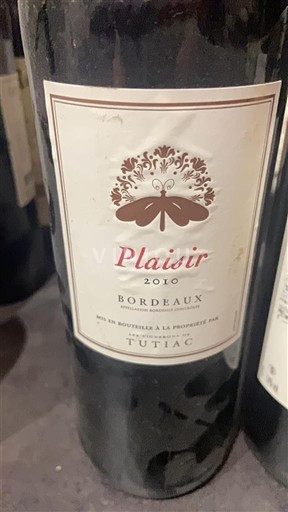 Plaisir
2010
BORDEAUX
APPELLATION BORDEAUX CONTRÔLÉE
MIS EN BOUTEILLE À LA PROPRIÉTÉ PAR
LES VIGNERONS DE
TUTIAC